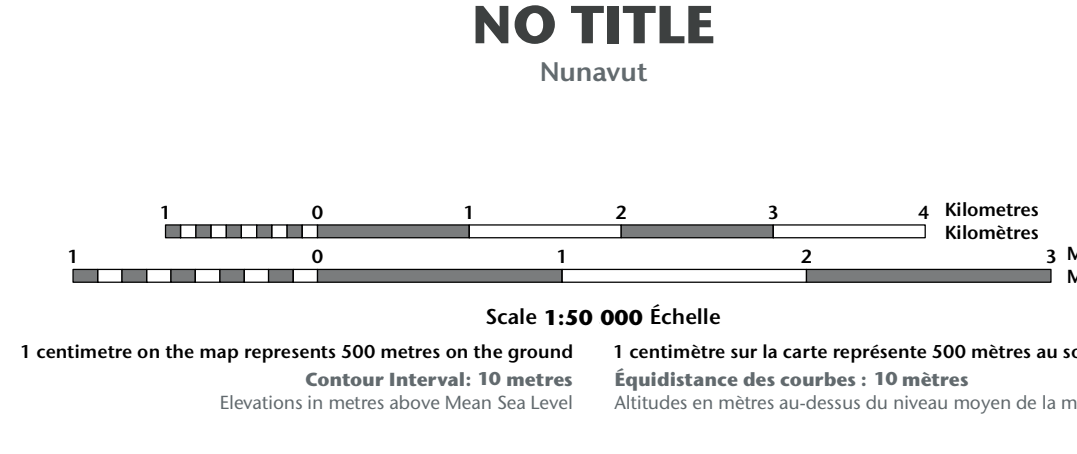 NO TITLE
Nunavut
1 0 1 2 3 4 Kilometres
Kilomètres
1 0 1 2 3
Scale 1:50 000 Échelle
1 centimetre on the map represents 500 metres on the ground
1 centimètre sur la carte représente 500 mètres au
Contour Interval: 10 metres
Équidistance des courbes : 10 mètres
Elevations in metres above Mean Sea Level
Altitudes en mètres au-dessus du niveau moyen de la